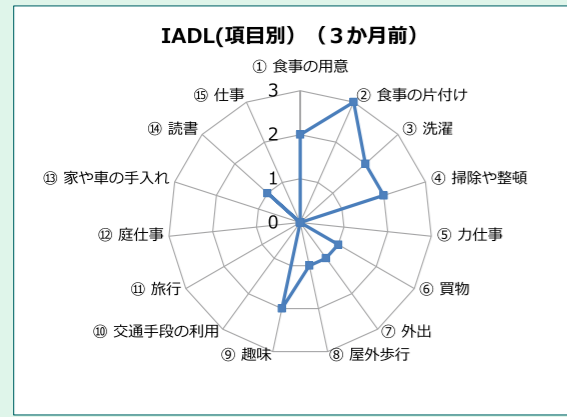 IADL(項目別）（３か月前）
① 食事の用意
② 食事の片付け
③ 洗濯
④ 掃除や整頓
⑤ 力仕事
⑥ 買物
⑦ 外出
⑧ 屋外歩行
⑨ 趣味
⑩ 交通手段の利用
⑪ 旅行
⑫ 庭仕事
⑬ 家や車の手入れ
⑭ 読書
⑮ 仕事
3
2
1
0